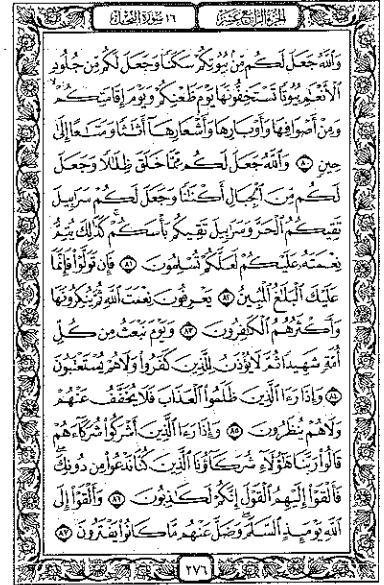 الجزء الرابع عشر ١٦ سورة النحل
وَاللَّهُ جَعَلَ لَكُم مِّنۢ بُيُوتِكُمْ سَكَنًا وَجَعَلَ لَكُم مِّن جُلُودِ
ٱلْأَنْعَٰمِ بُيُوتًا تَسْتَخِفُّونَهَا يَوْمَ ظَعْنِكُمْ وَيَوْمَ إِقَامَتِكُمْ
وَمِنْ أَصْوَافِهَا وَأَوْبَارِهَا وَأَشْعَارِهَآ أَثَٰثًا وَمَتَٰعًا إِلَىٰ
حِينٍ ٨٠ وَٱللَّهُ جَعَلَ لَكُم مِّمَّا خَلَقَ ظِلَٰلًا وَجَعَلَ
لَكُم مِّنَ ٱلْجِبَالِ أَكْنَٰنًا وَجَعَلَ لَكُمْ سَرَٰبِيلَ
تَقِيكُمُ ٱلْحَرَّ وَسَرَٰبِيلَ تَقِيكُم بَأْسَكُمْ كَذَٰلِكَ يُتِمُّ
نِعْمَتَهُۥ عَلَيْكُمْ لَعَلَّكُمْ تُسْلِمُونَ ٨١ فَإِن تَوَلَّوْا۟ فَإِنَّمَا
عَلَيْكَ ٱلْبَلَٰغُ ٱلْمُبِينُ ٨٢ يَعْرِفُونَ نِعْمَتَ ٱللَّهِ ثُمَّ يُنكِرُونَهَا
وَأَكْثَرُهُمُ ٱلْكَٰفِرُونَ ٨٣ وَيَوْمَ نَبْعَثُ مِن كُلِّ
أُمَّةٍ شَهِيدًا ثُمَّ لَا يُؤْذَنُ لِلَّذِينَ كَفَرُوا۟ وَلَا هُمْ يُسْتَعْتَبُونَ
٨٤ وَإِذَا رَءَا ٱلَّذِينَ ظَلَمُوا۟ ٱلْعَذَابَ فَلَا يُخَفَّفُ عَنْهُمْ
وَلَا هُمْ يُنظَرُونَ ٨٥ وَإِذَا رَءَا ٱلَّذِينَ أَشْرَكُوا۟ شُرَكَآءَهُمْ
قَالُوا۟ رَبَّنَا هَٰٓؤُلَآءِ شُرَكَآؤُنَا ٱلَّذِينَ كُنَّا نَدْعُوا۟ مِن دُونِكَ
فَأَلْقَوْا۟ إِلَيْهِمُ ٱلْقَوْلَ إِنَّكُمْ لَكَٰذِبُونَ ٨٦ وَأَلْقَوْا۟ إِلَى
ٱللَّهِ يَوْمَئِذٍ ٱلسَّلَمَ وَضَلَّ عَنْهُم مَّا كَانُوا۟ يَفْتَرُونَ ٨٧
٢٧٦